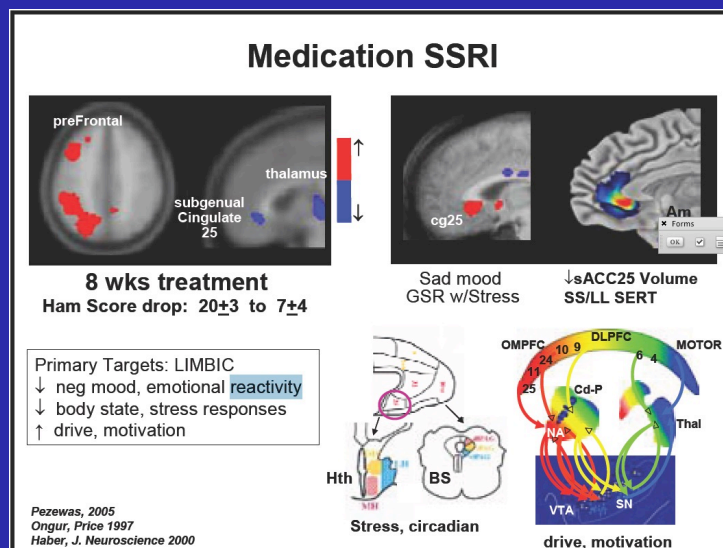 Medication SSRI
preFrontal
thalamus
subgenual
Cingulate
25
↑
↓
cg25
Am
Forms
OK
8 wks treatment
Ham Score drop: 20±3 to 7±4
Sad mood
GSR w/Stress
↓sACC25 Volume
SS/LL SERT
Primary Targets: LIMBIC
↓ neg mood, emotional reactivity
↓ body state, stress responses
↑ drive, motivation
Hth
BS
Stress, circadian
OMPFC
DLPFC
MOTOR
25
11
24
10
9
6
4
Cd-P
NA
Thal
VTA
SN
drive, motivation
Pezewas, 2005
Ongur, Price 1997
Haber, J. Neuroscience 2000